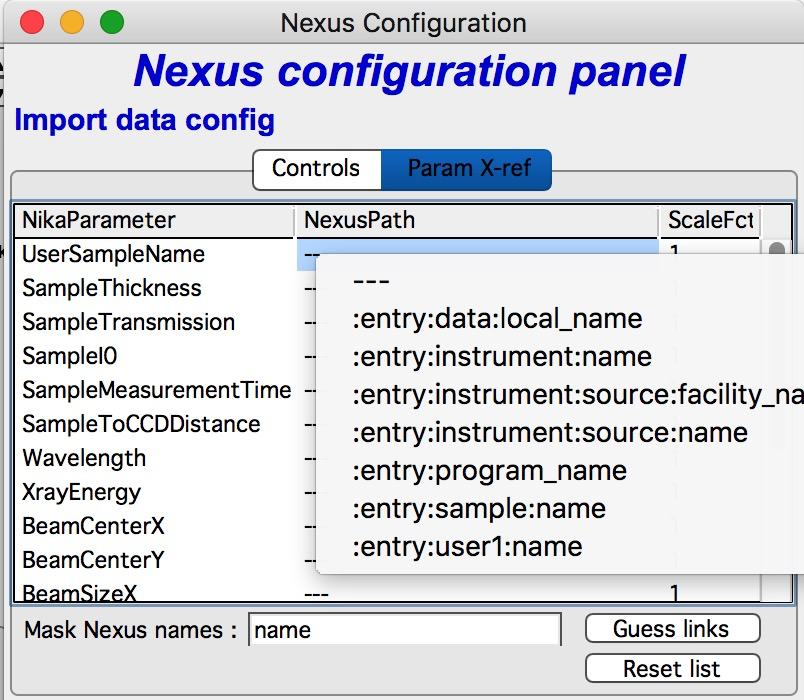 Nexus Configuration
Nexus configuration panel
Import data config
Controls Param X-ref
NikaParameter NexusPath ScaleFct
UserSampleName --- 1
SampleThickness
SampleTransmission
SampleI0
SampleMeasurementTime
SampleToCCDDistance
Wavelength
XrayEnergy
BeamCenterX
BeamCenterY
BeamSizeX --- 1
---
:entry:data:local_name
:entry:instrument:name
:entry:instrument:source:facility_na
:entry:instrument:source:name
:entry:program_name
:entry:sample:name
:entry:user1:name
Mask Nexus names : name
Guess links
Reset list